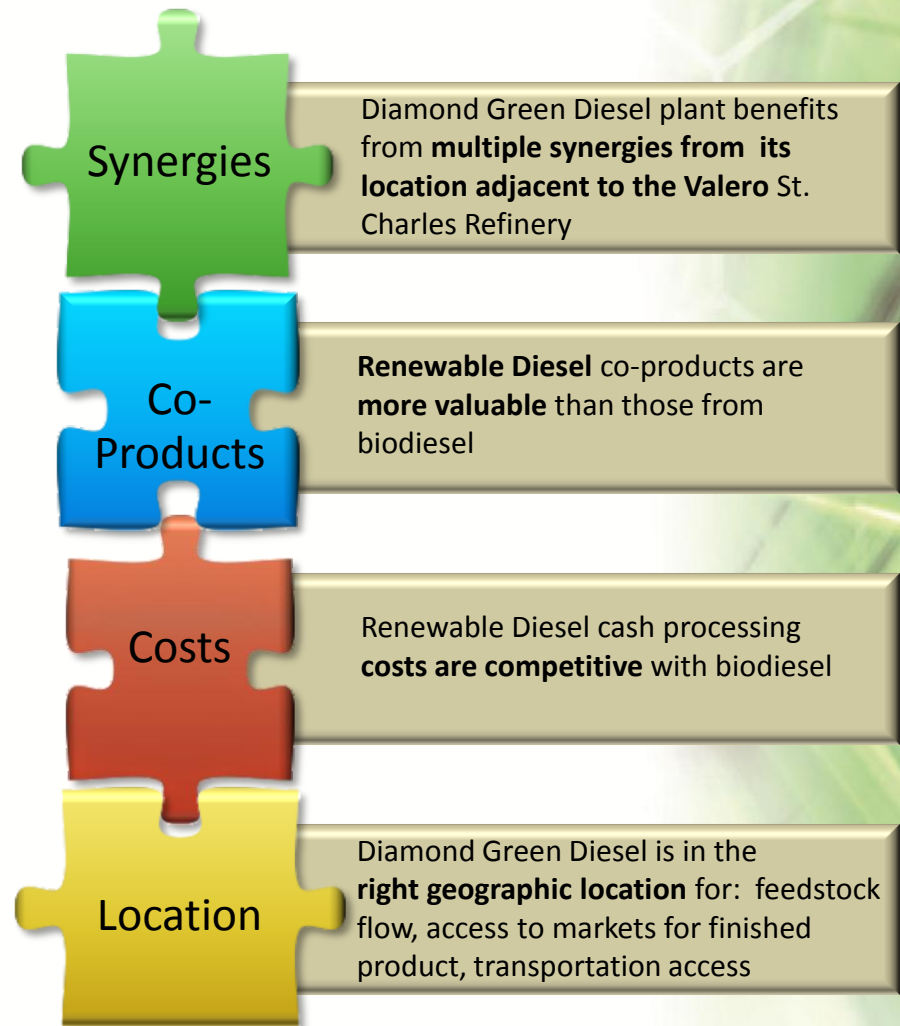 Synergies
Diamond Green Diesel plant benefits
from multiple synergies from its
location adjacent to the Valero St.
Charles Refinery
Co-
Products
Renewable Diesel co-products are
more valuable than those from
biodiesel
Costs
Renewable Diesel cash processing
costs are competitive with biodiesel
Location
Diamond Green Diesel is in the
right geographic location for: feedstock
flow, access to markets for finished
product, transportation access